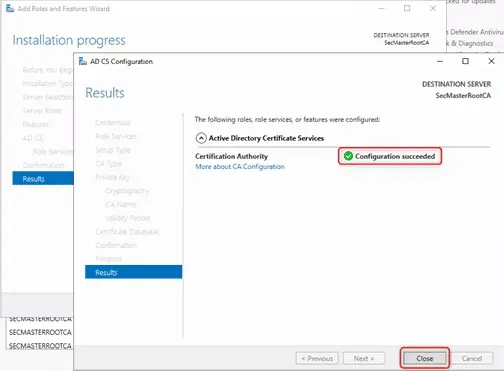 Add Roles and Features Wizard
Installation progress
DESTINATION SERVER
SecMasterRootCA
Before You Begin
Installation Type
Server Selection
Server Roles
Features
AD CS
Role Services
Confirmation
Results
AD CS Configuration
Results
DESTINATION SERVER
SecMasterRootCA
Credentials
Role Services
Setup Type
CA Type
Private Key
Cryptography
CA Name
Validity Period
Certificate Database
Confirmation
Progress
Results
The following roles, role services, or features were configured:
Active Directory Certificate Services
Certification Authority
Configuration succeeded
More about CA Configuration
< Previous
Next >
Close
Cancel
for updates
Defender Antivirus
& Diagnostics
SECMASTERROOTCA
SECMASTERROOTCA
SECMASTERROOTCA